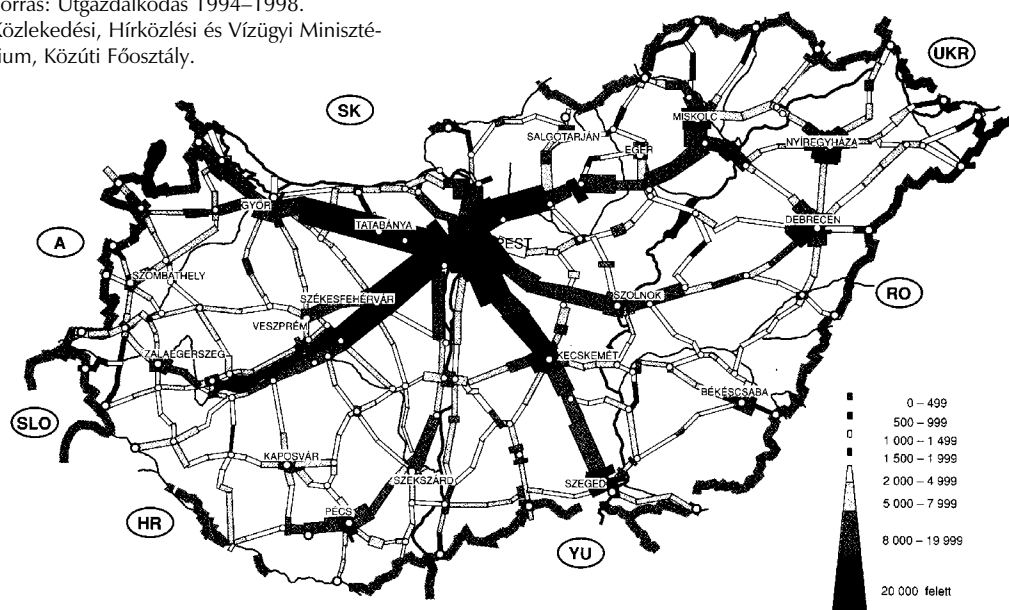 orrás: Útgazdálkodás 1994–1998.
Közlekedési, Hírközlési és Vízügyi Miniszté-
ium, Közúti Főosztály.
UKR
SK
MISKOLC
SALGÓTARJÁN
NYÍREGYHÁZA
EGER
GYŐR
DEBRECEN
TATABÁNYA
A
PEST
SZOMBATHELY
RO
SZÉKESFEHÉRVÁR
SZOLNOK
VESZPRÉM
ZALAEGERSZEG
KECSKEMÉT
BÉKÉSCSABA
SLO
KAPOSVÁR
SZEKSZÁRD
SZEGED
PÉCS
HR
YU
0 – 499
500 – 999
1 000 – 1 499
1 500 – 1 999
2 000 – 4 999
5 000 – 7 999
8 000 – 19 999
20 000 felett